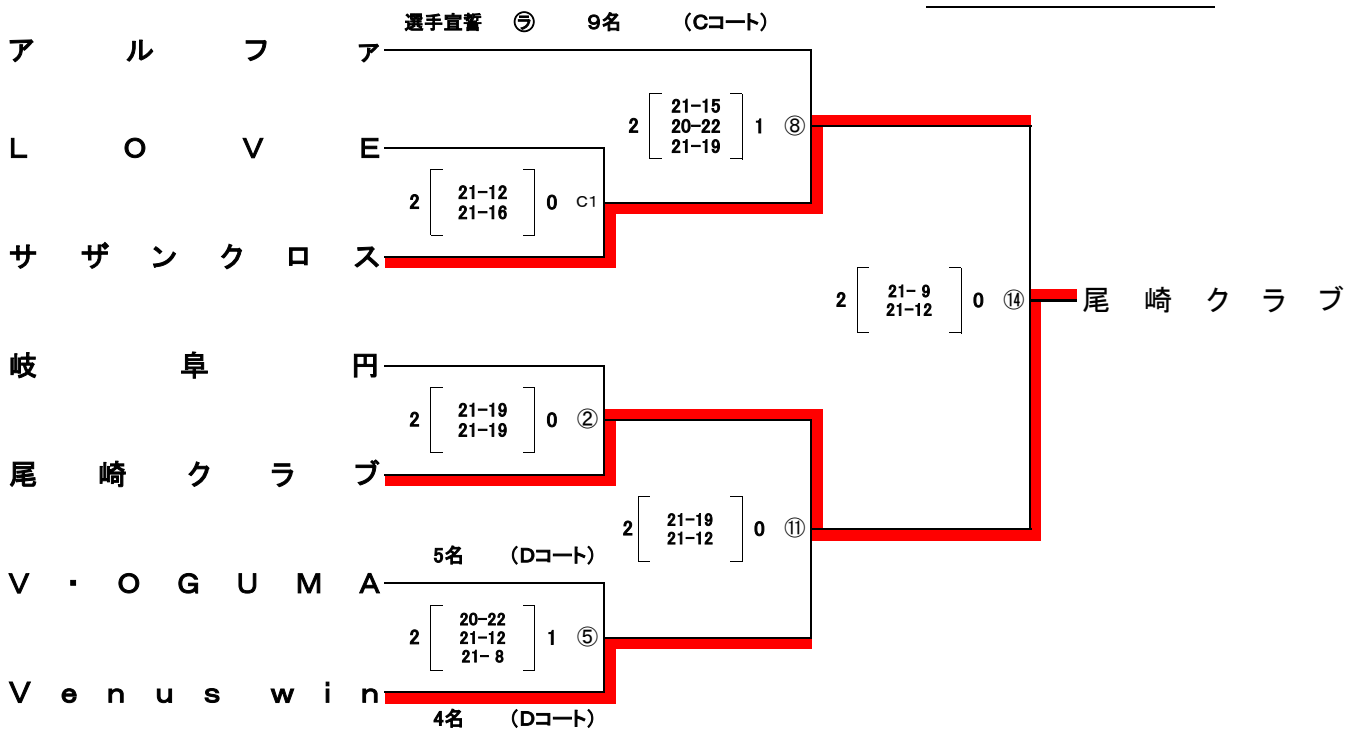 選手宣誓 ㋶ 9名 (Cコート)
アルファ
2 21-15 1 ⑧
20-22
21-19
LOVE
2 21-12 0 C1
21-16
サザンクロス
2 21- 9 0 ⑭
21-12
尾崎クラブ
岐阜円
2 21-19 0 ②
21-19
尾崎クラブ
2 21-19 0 ⑪
21-12
5名 (Dコート)
V・OGUMA
2 20-22 1 ⑤
21-12
21- 8
Venus win
4名 (Dコート)